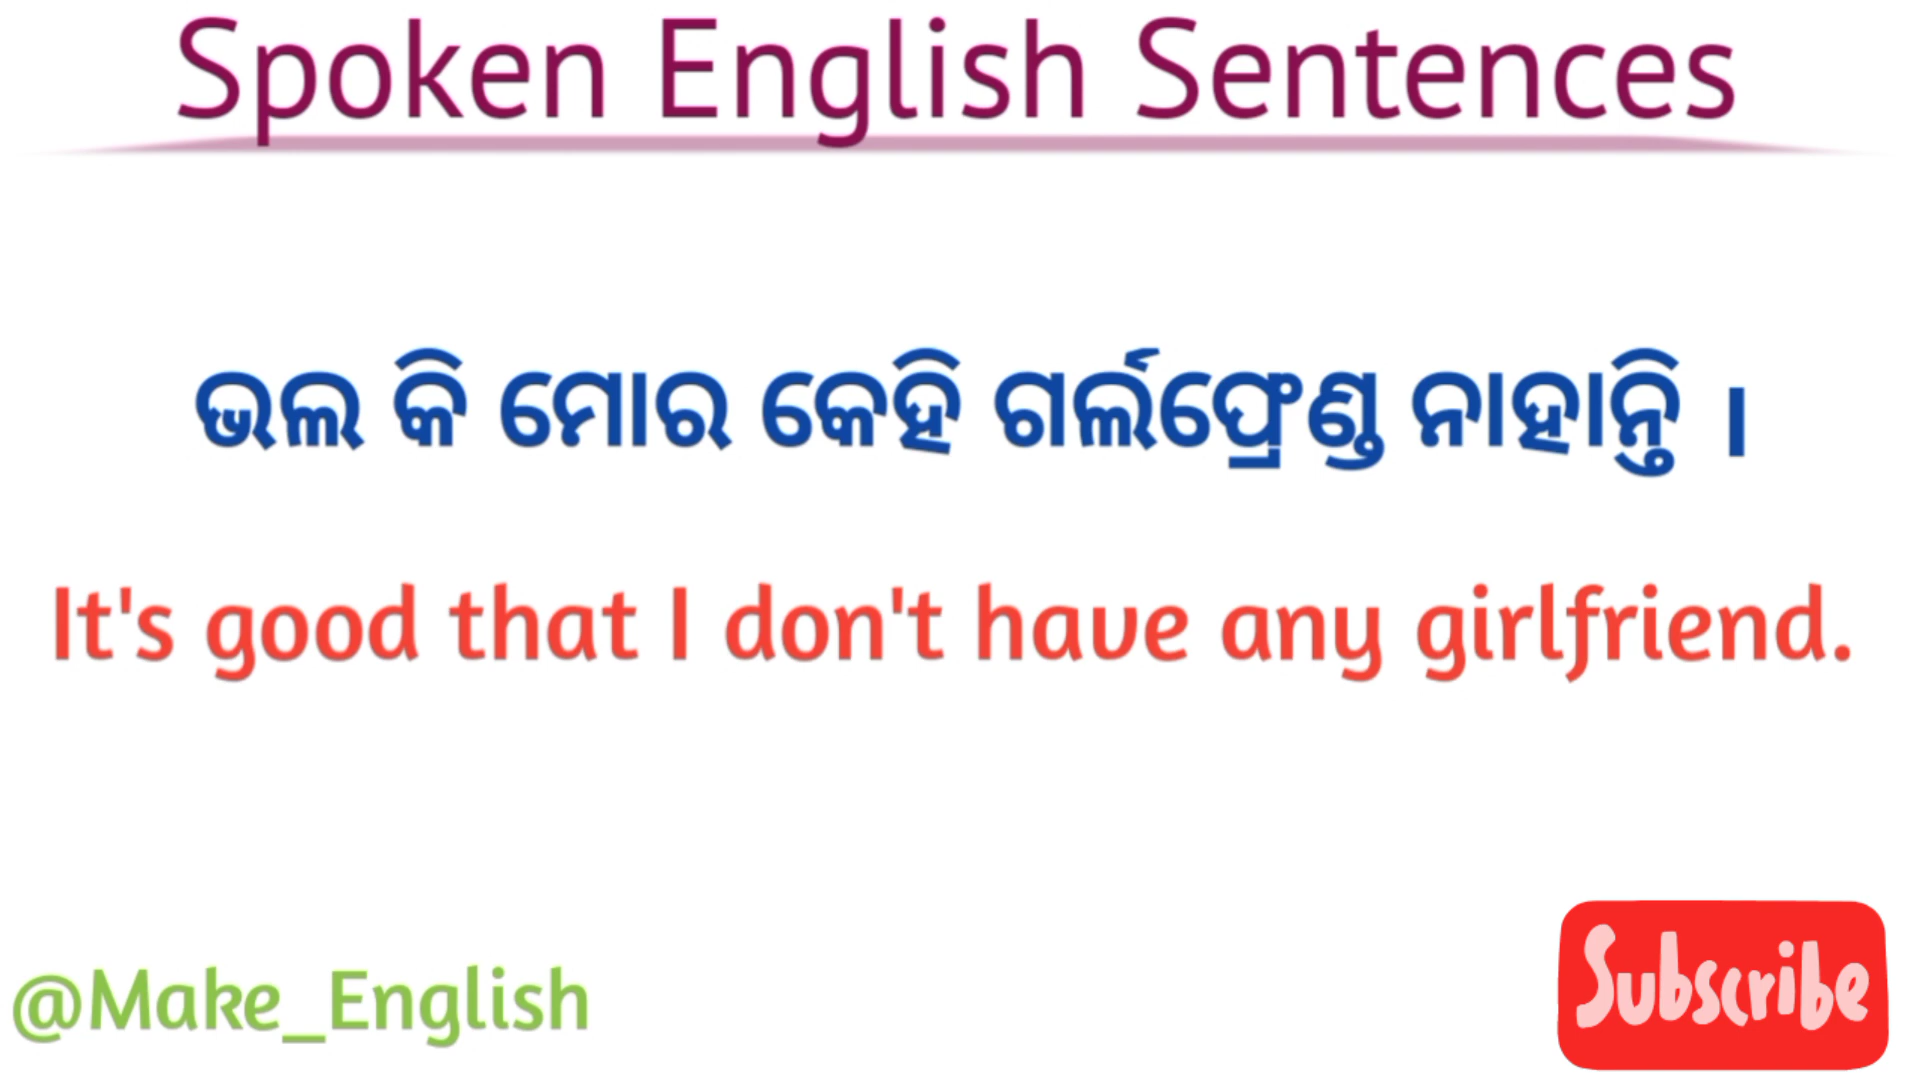 Spoken English Sentences
ଭଲ କି ମୋର କେହି ଗର୍ଲଫ୍ରେଣ୍ଡ ନାହାନ୍ତି ।
It's good that I don't have any girlfriend.
@Make_English
Subscribe